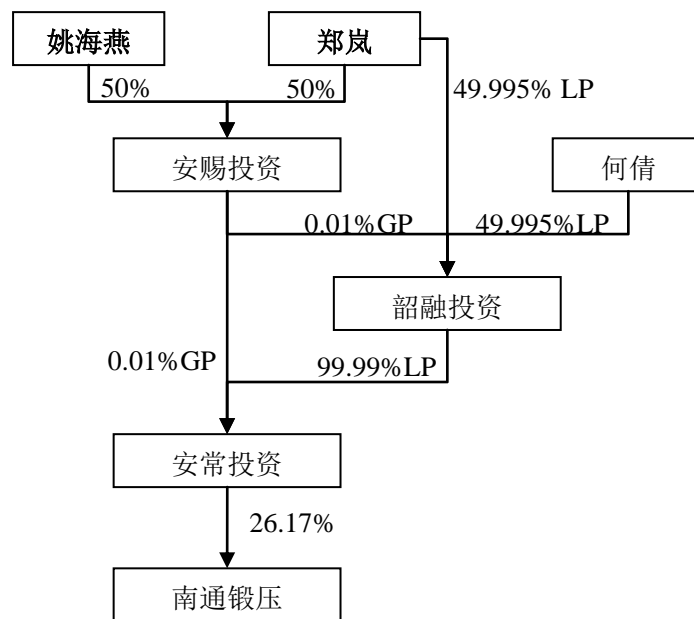 姚海燕
郑岚
50%
50%
49.995% LP
安赐投资
何倩
0.01%GP
49.995%LP
韶融投资
0.01%GP
99.99%LP
安常投资
26.17%
南通锻压